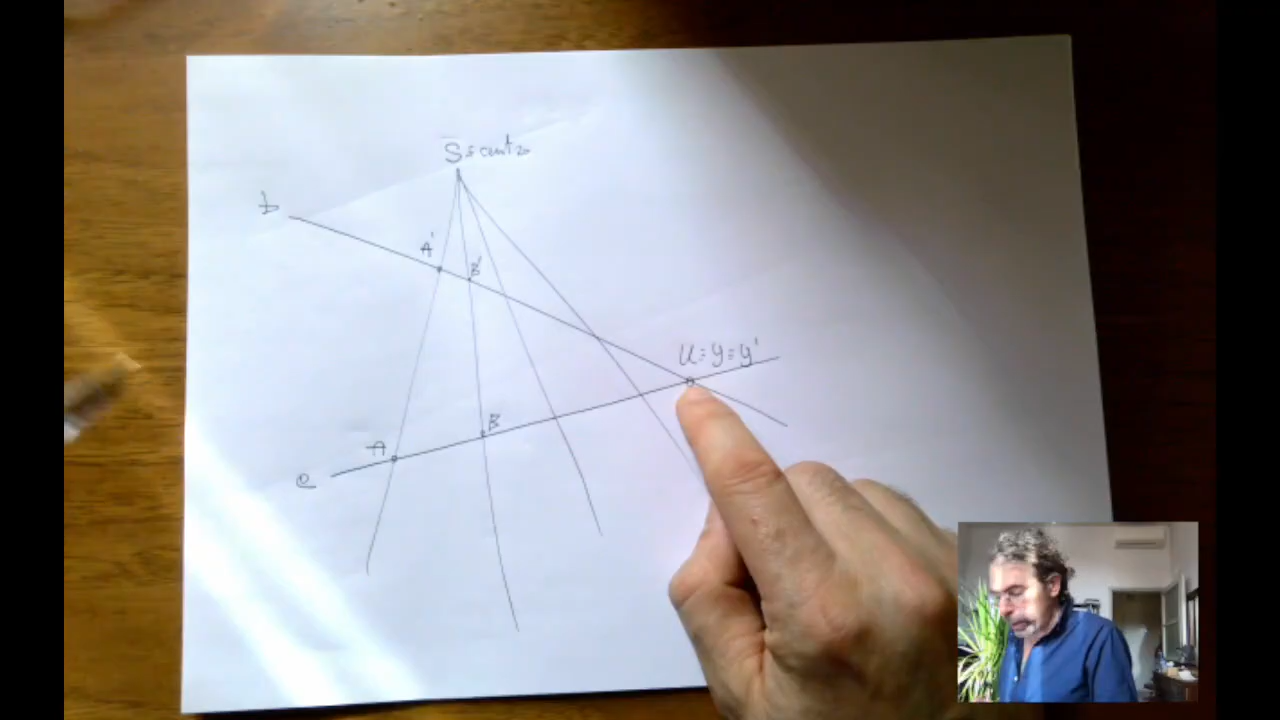 S ≡ centro
b
A'
B'
U ≡ y ≡ y'
B
A
a